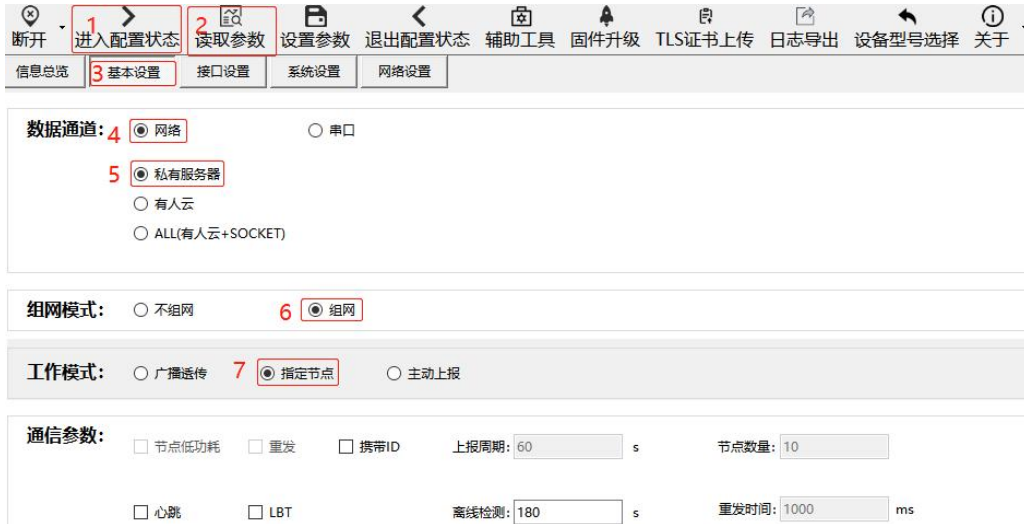 断开 进入配置状态 读取参数 设置参数 退出配置状态 辅助工具 固件升级 TLS证书上传 日志导出 设备型号选择 关于
1 2
信息总览 3 基本设置 接口设置 系统设置 网络设置
数据通道: 4 网络 串口
5 私有服务器
有人云
ALL(有人云+SOCKET)
组网模式: 不组网 6 组网
工作模式: 广播透传 7 指定节点 主动上报
通信参数: 节点低功耗 重发 携带ID 上报周期: 60 s 节点数量: 10
心跳 LBT 离线检测: 180 s 重发时间: 1000 ms